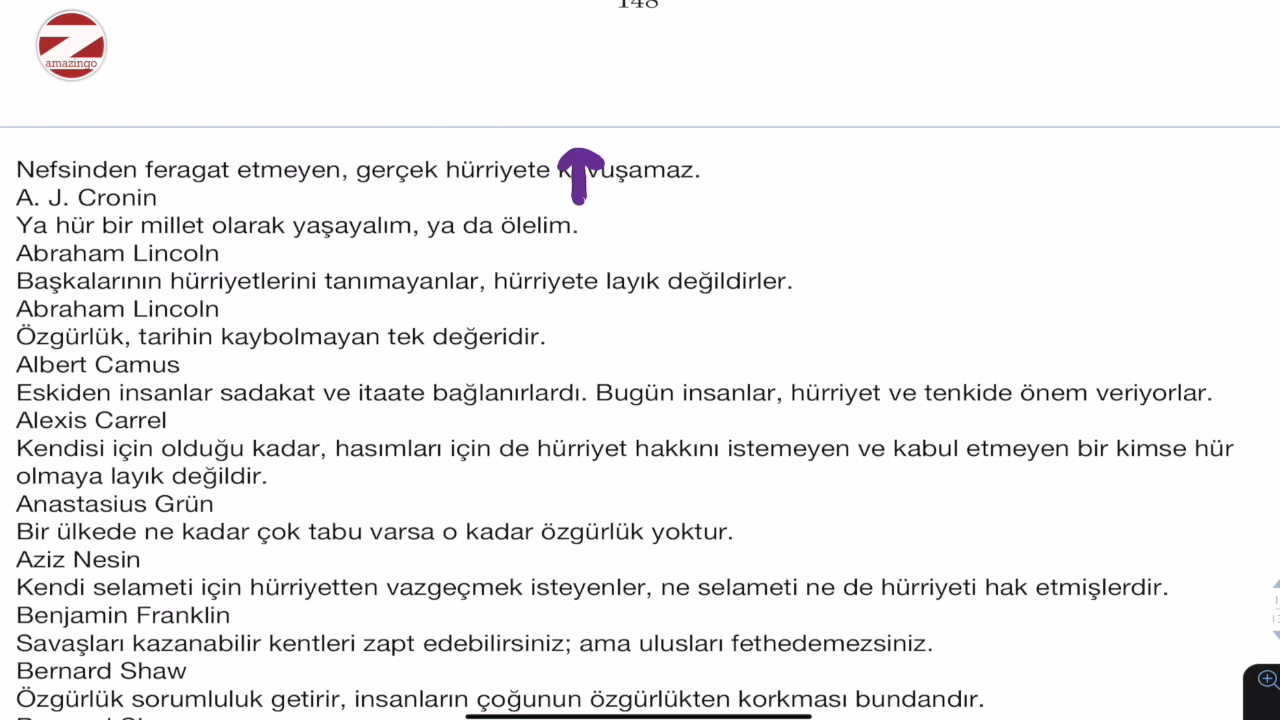 148
amazingo
Nefsinden feragat etmeyen, gerçek hürriyete kavuşamaz.
A. J. Cronin
Ya hür bir millet olarak yaşayalım, ya da ölelim.
Abraham Lincoln
Başkalarının hürriyetlerini tanımayanlar, hürriyete layık değildirler.
Abraham Lincoln
Özgürlük, tarihin kaybolmayan tek değeridir.
Albert Camus
Eskiden insanlar sadakat ve itaate bağlanırlardı. Bugün insanlar, hürriyet ve tenkide önem veriyorlar.
Alexis Carrel
Kendisi için olduğu kadar, hasımları için de hürriyet hakkını istemeyen ve kabul etmeyen bir kimse hür
olmaya layık değildir.
Anastasius Grün
Bir ülkede ne kadar çok tabu varsa o kadar özgürlük yoktur.
Aziz Nesin
Kendi selameti için hürriyetten vazgeçmek isteyenler, ne selameti ne de hürriyeti hak etmişlerdir.
Benjamin Franklin
Savaşları kazanabilir kentleri zapt edebilirsiniz; ama ulusları fethedemezsiniz.
Bernard Shaw
Özgürlük sorumluluk getirir, insanların çoğunun özgürlükten korkması bundandır.